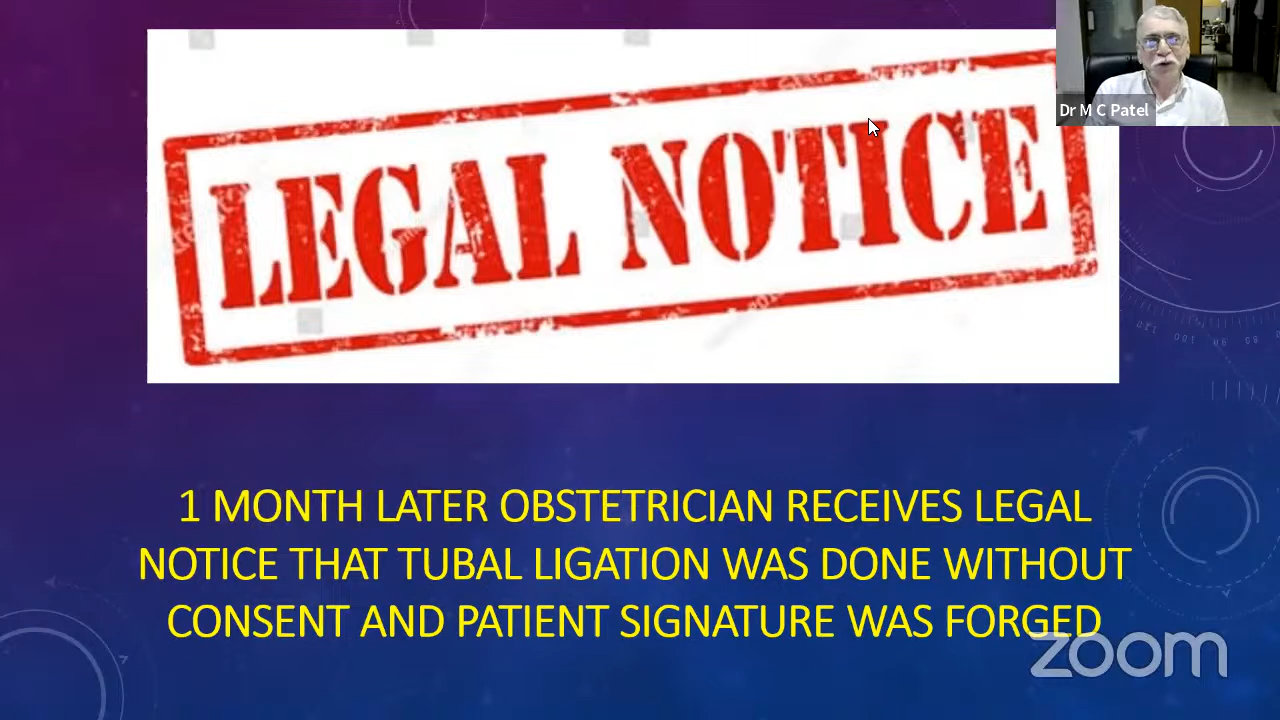 LEGAL NOTICE
Dr M C Patel
1 MONTH LATER OBSTETRICIAN RECEIVES LEGAL
NOTICE THAT TUBAL LIGATION WAS DONE WITHOUT
CONSENT AND PATIENT SIGNATURE WAS FORGED
zoom